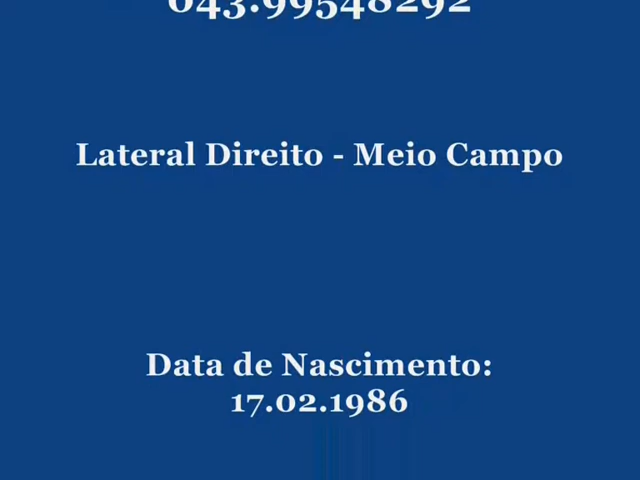 043.99548292
Lateral Direito - Meio Campo
Data de Nascimento:
17.02.1986